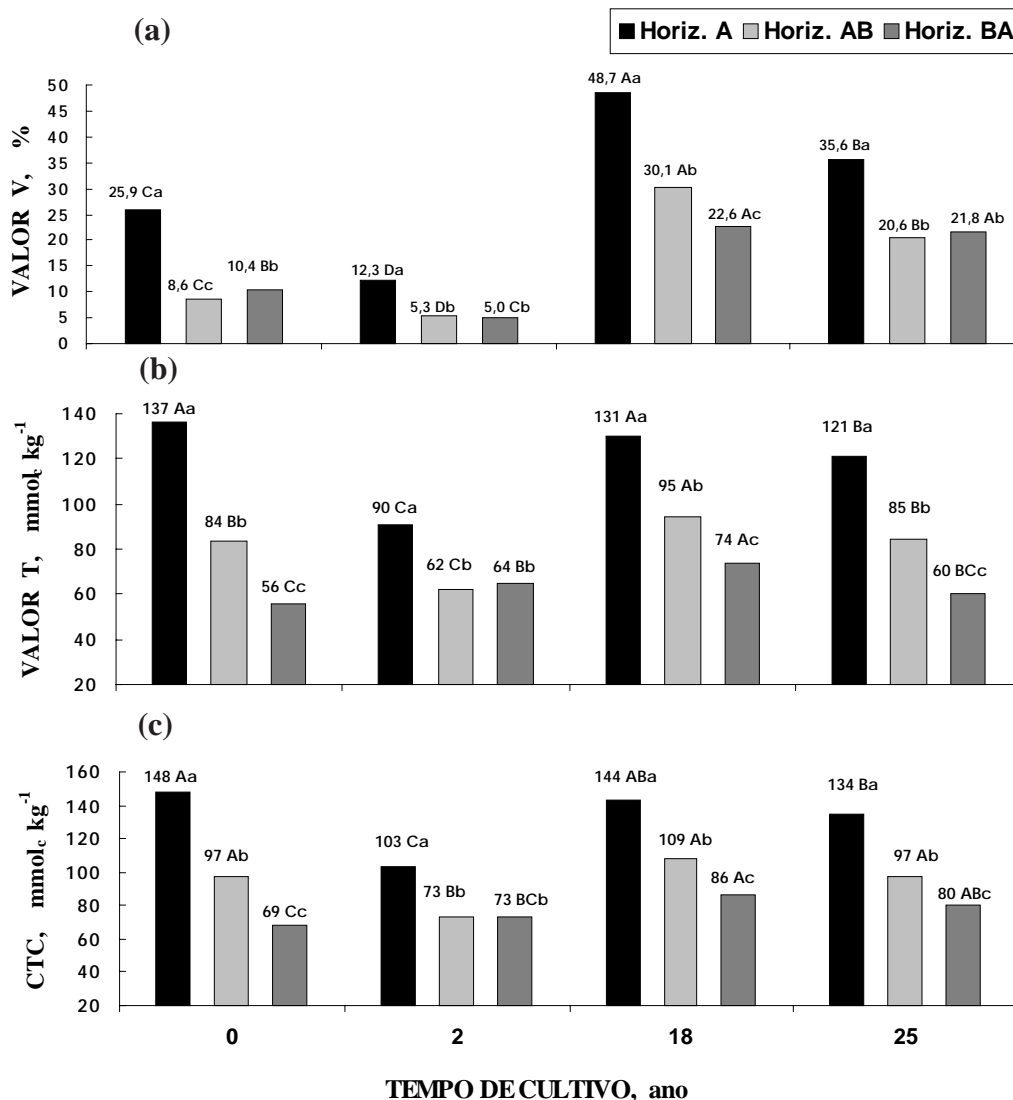 (a)
Horiz. A Horiz. AB Horiz. BA
VALOR V, %
50
45
40
35
30
25
20
15
10
5
0
25,9 Ca
8,6 Cc
10,4 Bb
12,3 Da
5,3 Db
5,0 Cb
48,7 Aa
30,1 Ab
22,6 Ac
35,6 Ba
20,6 Bb
21,8 Ab
(b)
VALOR T, mmolc kg-1
140
120
100
80
60
40
20
137 Aa
84 Bb
56 Cc
90 Ca
62 Cb
64 Bb
131 Aa
95 Ab
74 Ac
121 Ba
85 Bb
60 BCc
(c)
CTC, mmolc kg-1
160
140
120
100
80
60
40
20
148 Aa
97 Ab
69 Cc
103 Ca
73 Bb
73 BCb
144 ABa
109 Ab
86 Ac
134 Ba
97 Ab
80 ABc
0 2 18 25
TEMPO DE CULTIVO, ano